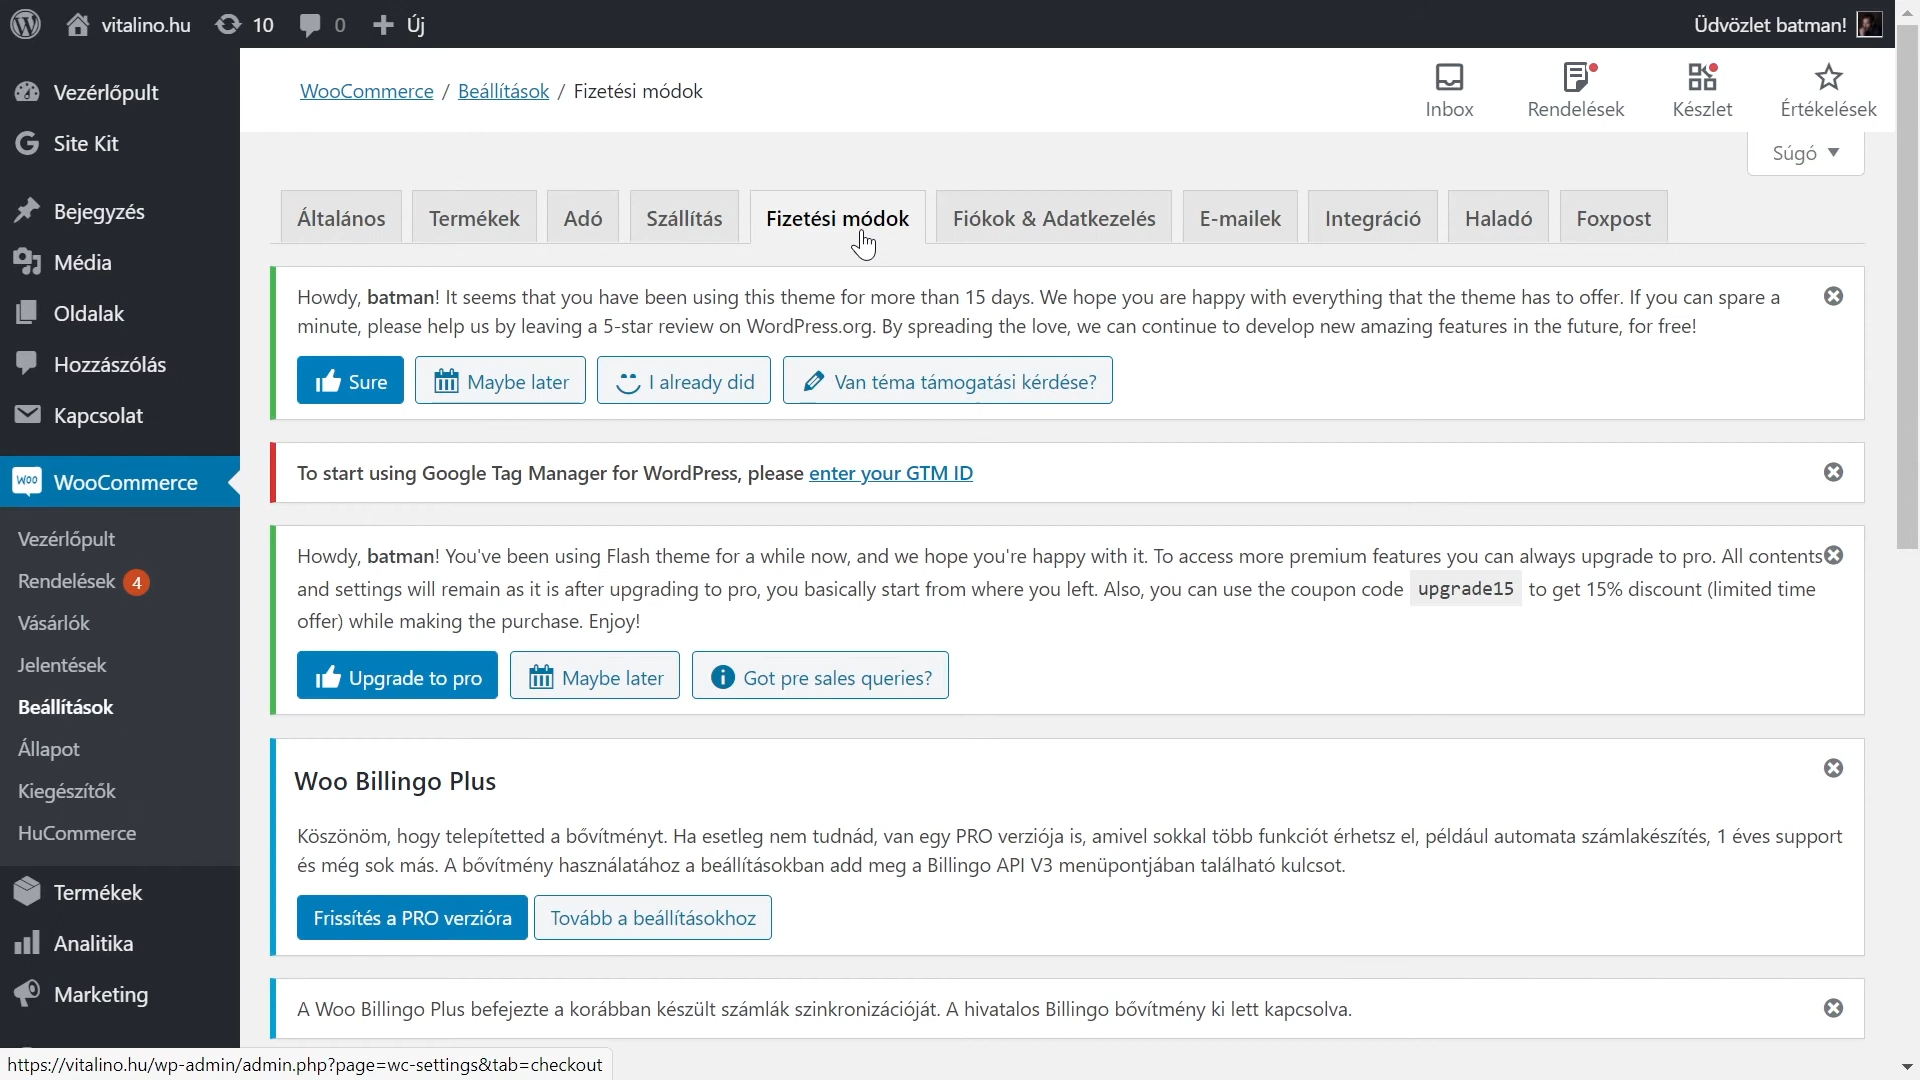 vitalino.hu 10 0 Új Üdvözlet batman!
Vezérlőpult
Site Kit
Bejegyzés
Média
Oldalak
Hozzászólás
Kapcsolat
Woo WooCommerce
Vezérlőpult
Rendelések 4
Vásárlók
Jelentések
Beállítások
Állapot
Kiegészítők
HuCommerce
Termékek
Analitika
Marketing
WooCommerce / Beállítások / Fizetési módok
Inbox Rendelések Készlet Értékelések
Súgó
Általános Termékek Adó Szállítás Fizetési módok Fiókok & Adatkezelés E-mailek Integráció Haladó Foxpost
Howdy, batman! It seems that you have been using this theme for more than 15 days. We hope you are happy with everything that the theme has to offer. If you can spare a
minute, please help us by leaving a 5-star review on WordPress.org. By spreading the love, we can continue to develop new amazing features in the future, for free!
Sure Maybe later I already did Van téma támogatási kérdése?
To start using Google Tag Manager for WordPress, please enter your GTM ID
Howdy, batman! You've been using Flash theme for a while now, and we hope you're happy with it. To access more premium features you can always upgrade to pro. All contents
and settings will remain as it is after upgrading to pro, you basically start from where you left. Also, you can use the coupon code upgrade15 to get 15% discount (limited time
offer) while making the purchase. Enjoy!
Upgrade to pro Maybe later Got pre sales queries?
Woo Billingo Plus
Köszönöm, hogy telepítetted a bővítményt. Ha esetleg nem tudnád, van egy PRO verziója is, amivel sokkal több funkciót érhetsz el, például automata számlakészítés, 1 éves support
és még sok más. A bővítmény használatához a beállításokban add meg a Billingo API V3 menüpontjában található kulcsot.
Frissítés a PRO verzióra Tovább a beállításokhoz
A Woo Billingo Plus befejezte a korábban készült számlák szinkronizációját. A hivatalos Billingo bővítmény ki lett kapcsolva.
https://vitalino.hu/wp-admin/admin.php?page=wc-settings&tab=checkout